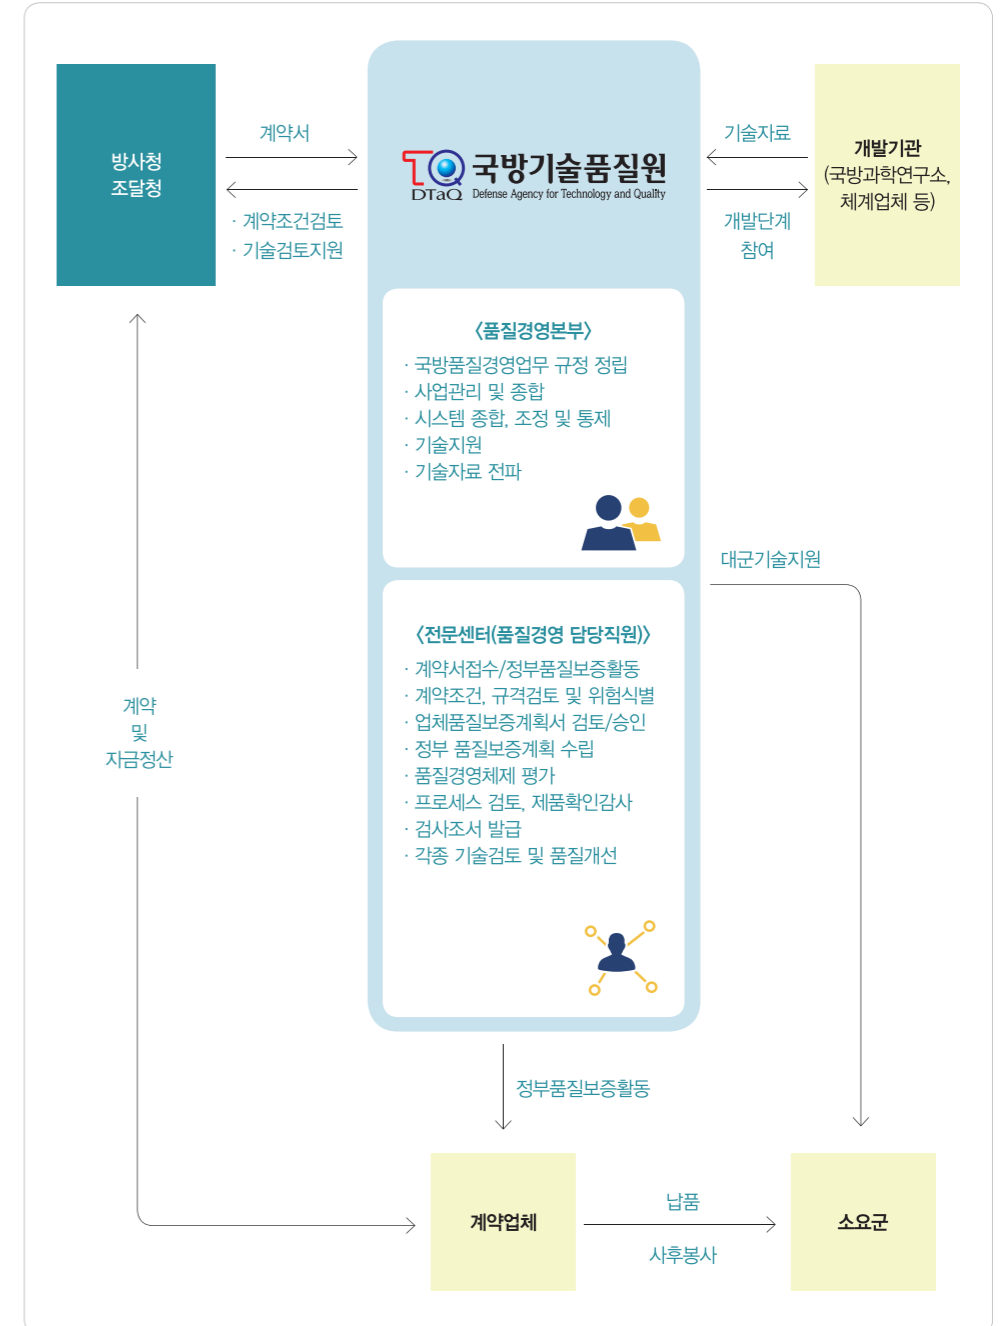 방사청
조달청
계약서
· 계약조건검토
· 기술검토지원
DTaQ
국방기술품질원
Defense Agency for Technology and Quality
기술자료
개발단계
참여
개발기관
(국방과학연구소,
체계업체 등)
〈품질경영본부〉
· 국방품질경영업무 규정 정립
· 사업관리 및 종합
· 시스템 종합, 조정 및 통제
· 기술지원
· 기술자료 전파
대군기술지원
〈전문센터(품질경영 담당직원)〉
· 계약서접수/정부품질보증활동
· 계약조건, 규격검토 및 위험식별
· 업체품질보증계획서 검토/승인
· 정부 품질보증계획 수립
· 품질경영체제 평가
· 프로세스 검토, 제품확인감사
· 검사조서 발급
· 각종 기술검토 및 품질개선
계약
및
자금정산
정부품질보증활동
계약업체
납품
사후봉사
소요군